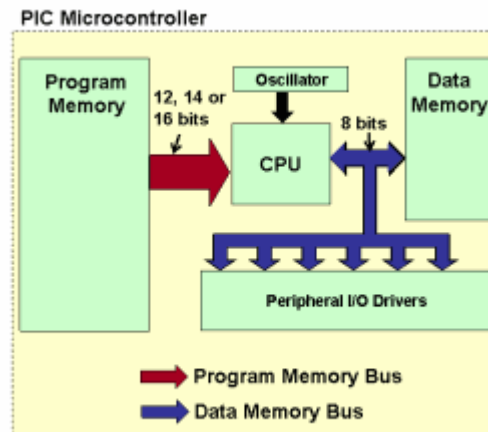 PIC Microcontroller
Program
Memory
12, 14 or
16 bits
Oscillator
CPU
8 bits
Data
Memory
Peripheral I/O Drivers
Program Memory Bus
Data Memory Bus